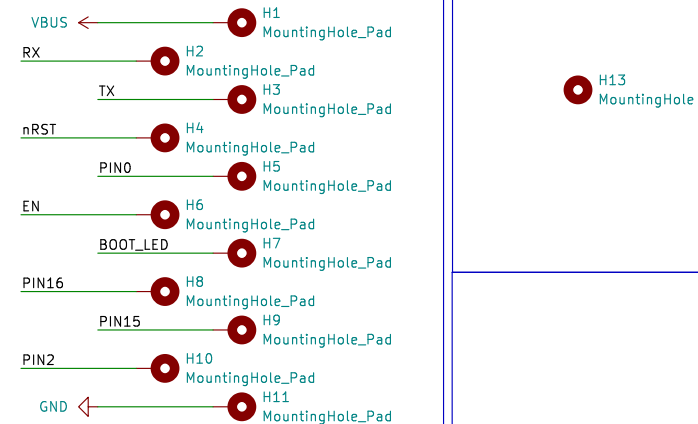 VBUS
H1
MountingHole_Pad
RX
H2
MountingHole_Pad
TX
H3
MountingHole_Pad
nRST
H4
MountingHole_Pad
PIN0
H5
MountingHole_Pad
EN
H6
MountingHole_Pad
BOOT_LED
H7
MountingHole_Pad
PIN16
H8
MountingHole_Pad
PIN15
H9
MountingHole_Pad
PIN2
H10
MountingHole_Pad
GND
H11
MountingHole_Pad
H13
MountingHole